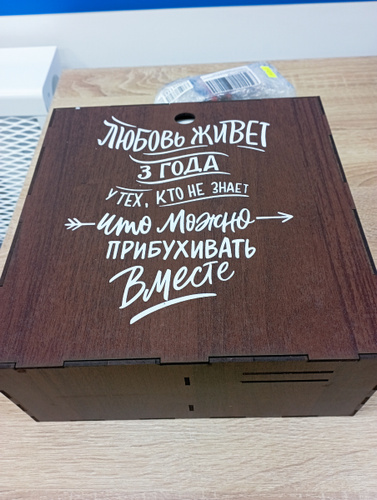 ЛЮБОВЬ ЖИВЕТ
3 ГОДА
У ТЕХ, КТО НЕ ЗНАЕТ
что можно
ПРИБУХИВАТЬ
Вместе